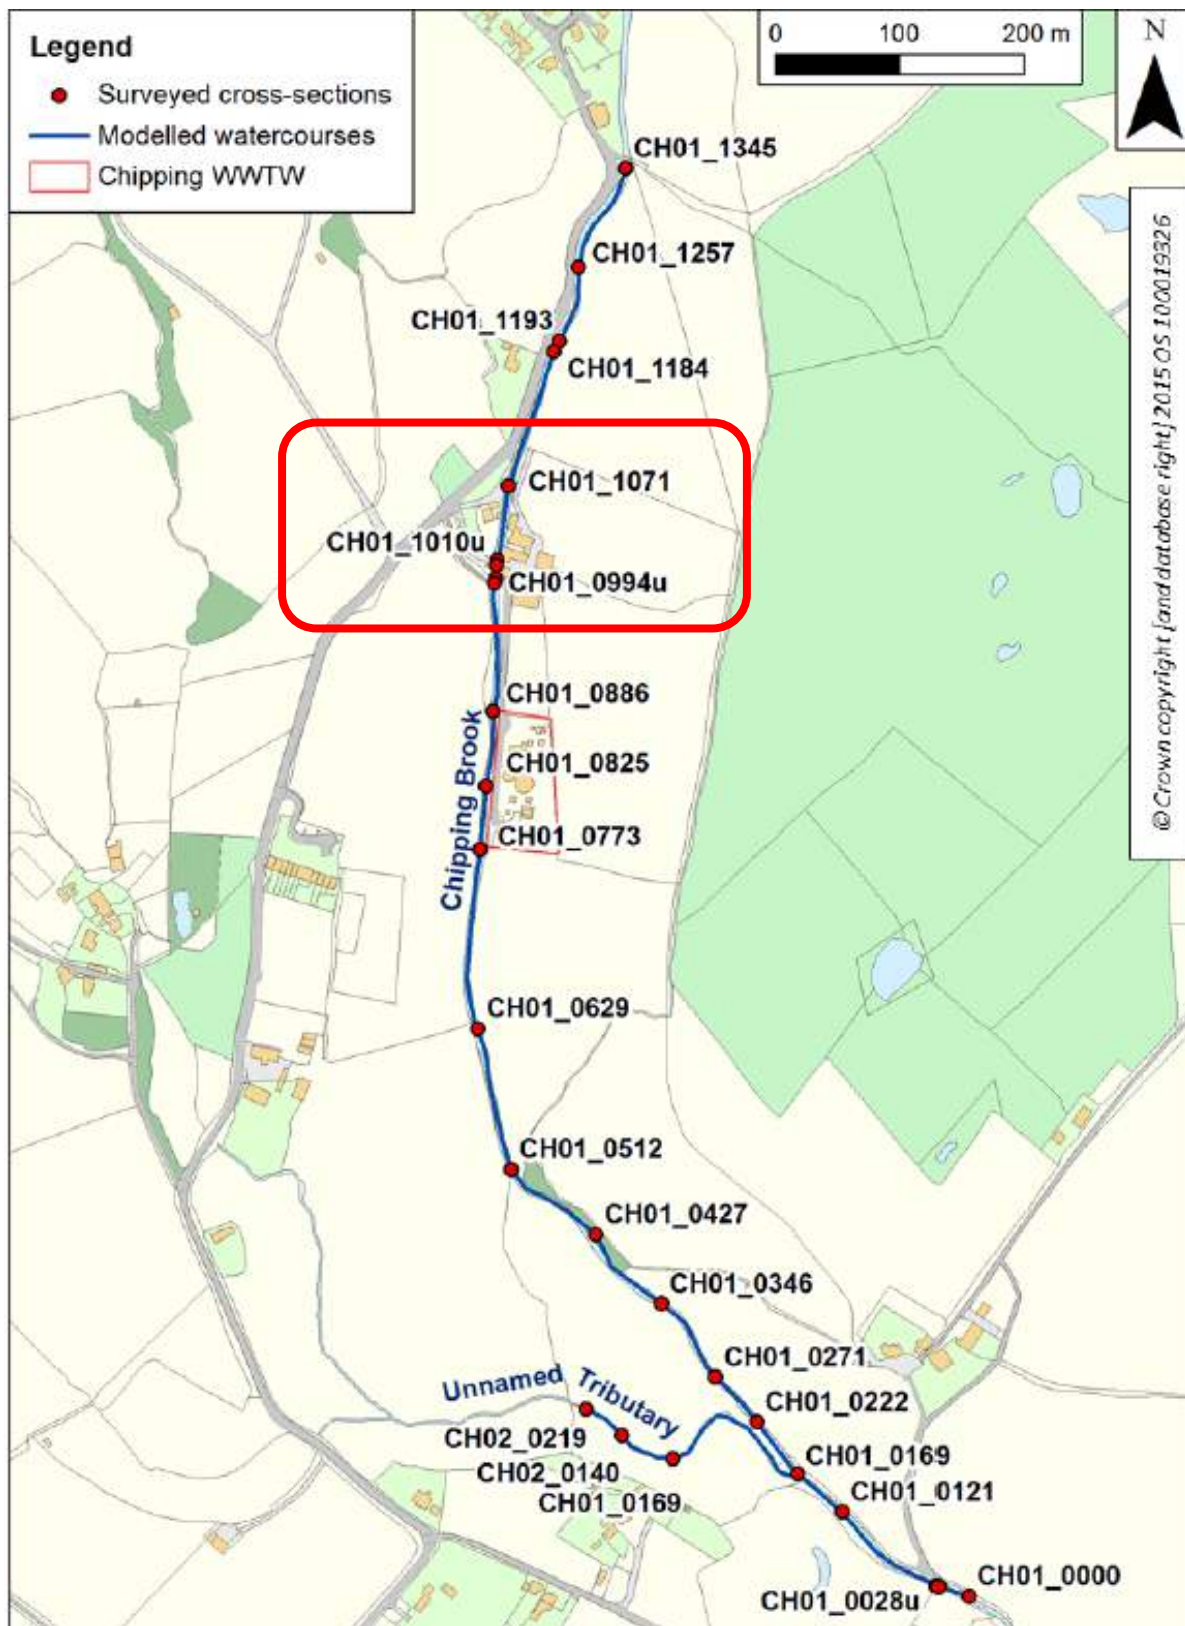 Legend
Surveyed cross-sections
Modelled watercourses
Chipping WWTW
0 100 200 m
N
©Crown copyright [and database right] 2015 OS 100019326
CH01_1345
CH01_1257
CH01_1193
CH01_1184
CH01_1071
CH01_1010u
CH01_0994u
CH01_0886
CH01_0825
CH01_0773
Chipping Brook
CH01_0629
CH01_0512
CH01_0427
CH01_0346
CH01_0271
CH01_0222
Unnamed Tributary
CH02_0219
CH02_0140
CH01_0169
CH01_0169
CH01_0121
CH01_0028u
CH01_0000